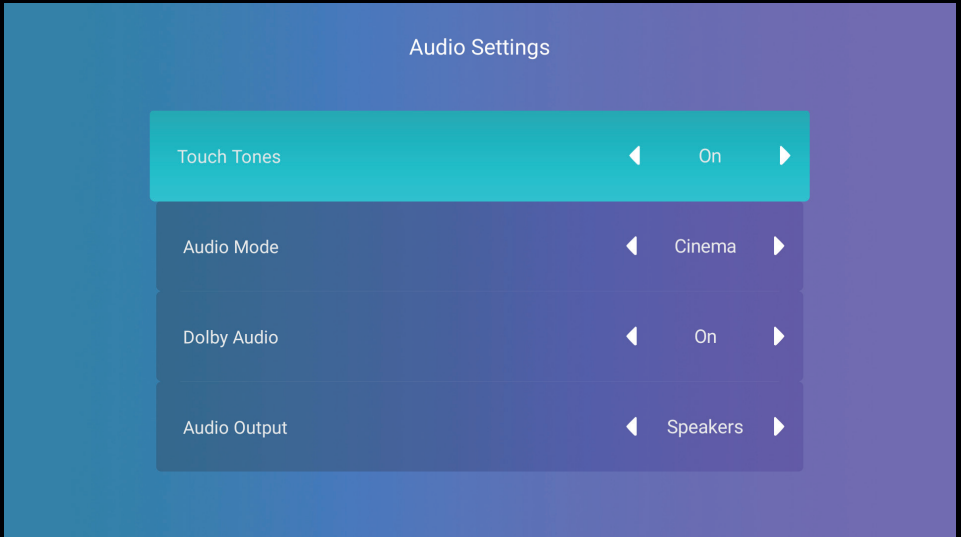 Audio Settings
Touch Tones On
Audio Mode Cinema
Dolby Audio On
Audio Output Speakers